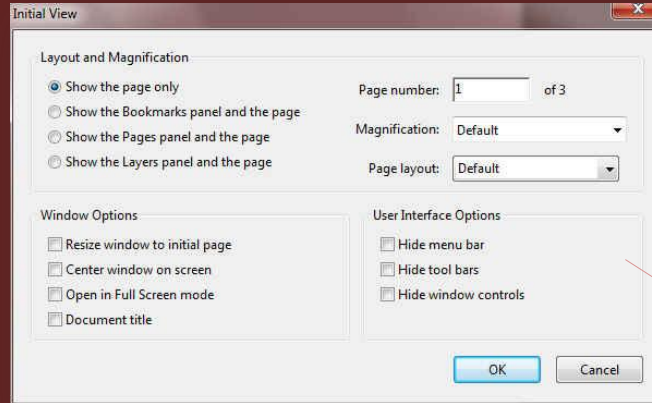 Initial View
Layout and Magnification
Show the page only
Show the Bookmarks panel and the page
Show the Pages panel and the page
Show the Layers panel and the page
Page number: 1 of 3
Magnification: Default
Page layout: Default
Window Options
Resize window to initial page
Center window on screen
Open in Full Screen mode
Document title
User Interface Options
Hide menu bar
Hide tool bars
Hide window controls
OK Cancel